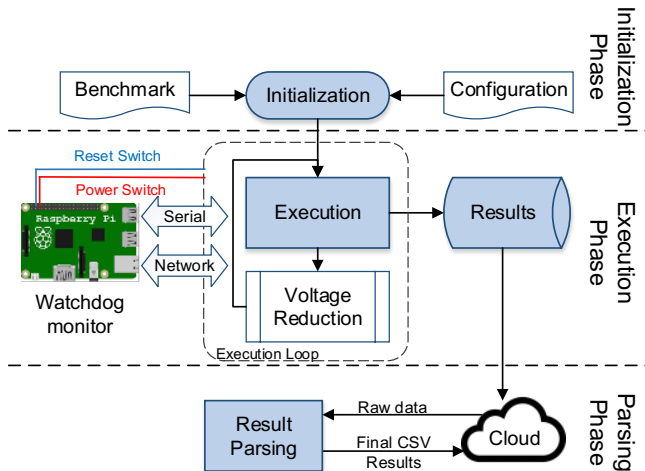 Initialization
Phase
Benchmark
Initialization
Configuration
Reset Switch
Power Switch
Raspberry Pi
Serial
Network
Watchdog
monitor
Execution
Voltage
Reduction
Execution Loop
Results
Execution
Phase
Result
Parsing
Raw data
Final CSV
Results
Cloud
Parsing
Phase